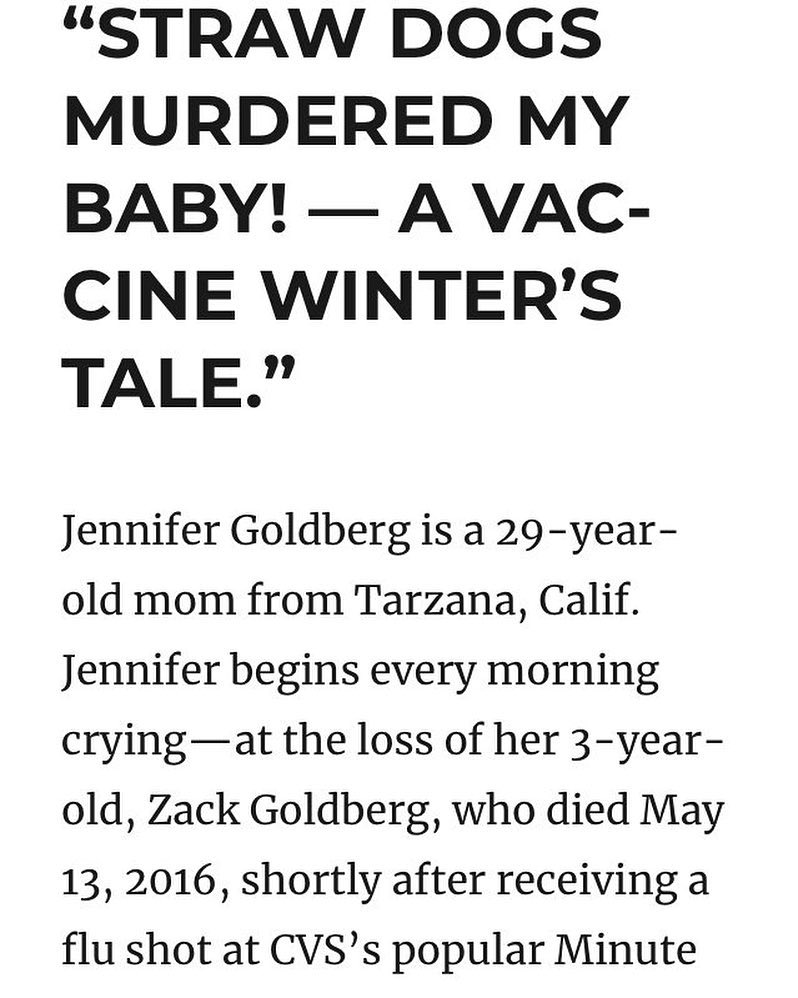 “STRAW DOGS
MURDERED MY
BABY! — A VAC-
CINE WINTER’S
TALE.”
Jennifer Goldberg is a 29-year-
old mom from Tarzana, Calif.
Jennifer begins every morning
crying—at the loss of her 3-year-
old, Zack Goldberg, who died May
13, 2016, shortly after receiving a
flu shot at CVS’s popular Minute